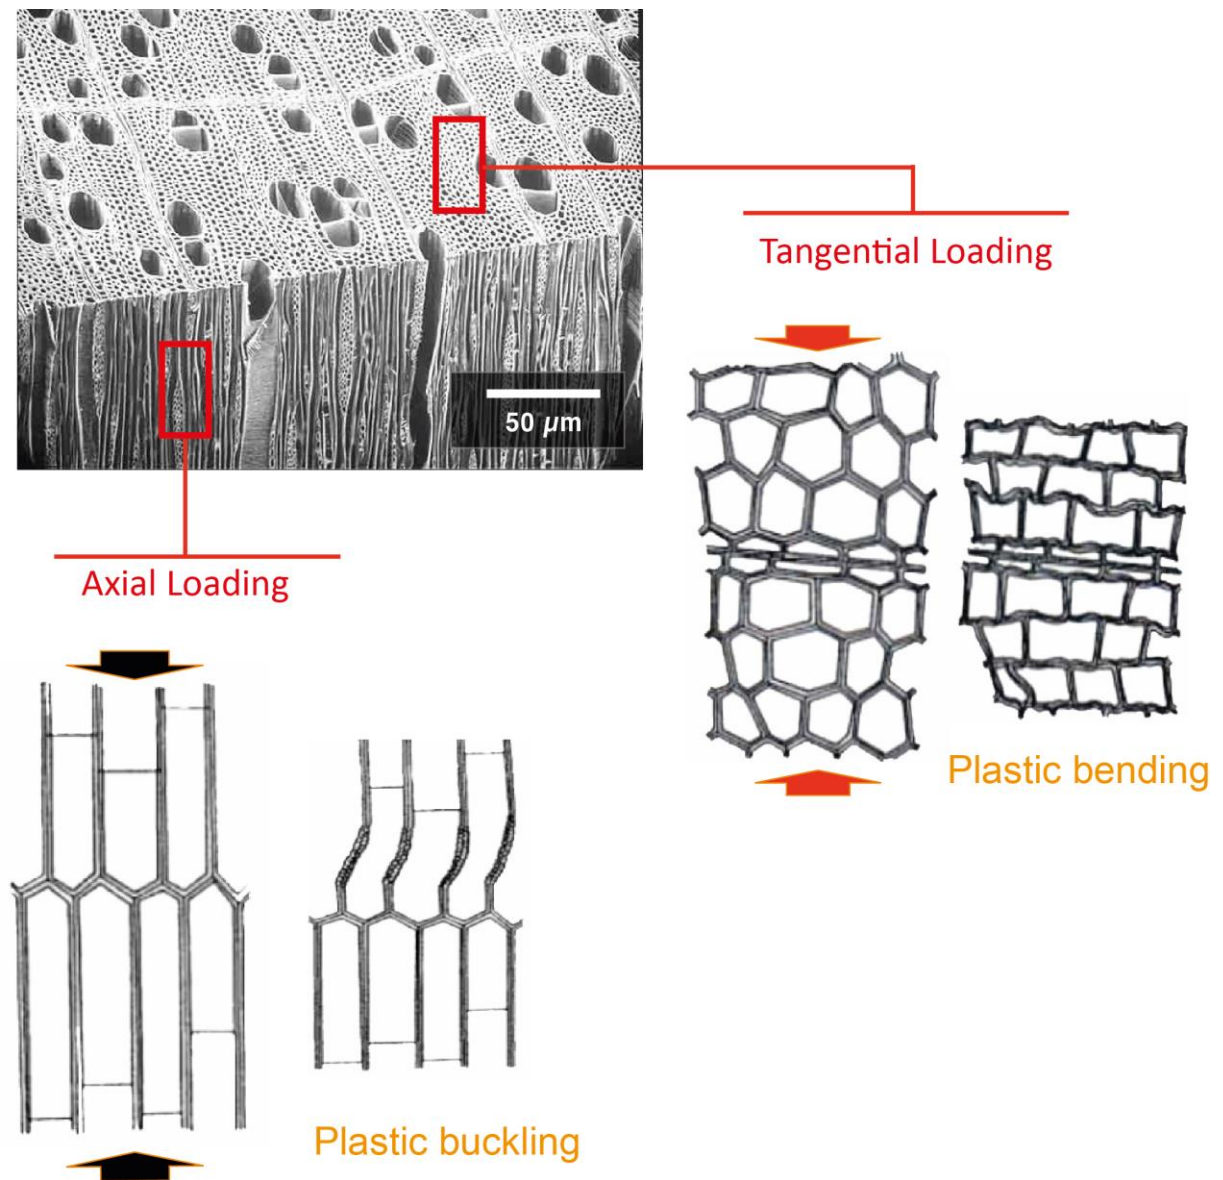 Tangential Loading
50 µm
Axial Loading
Plastic bending
Plastic buckling